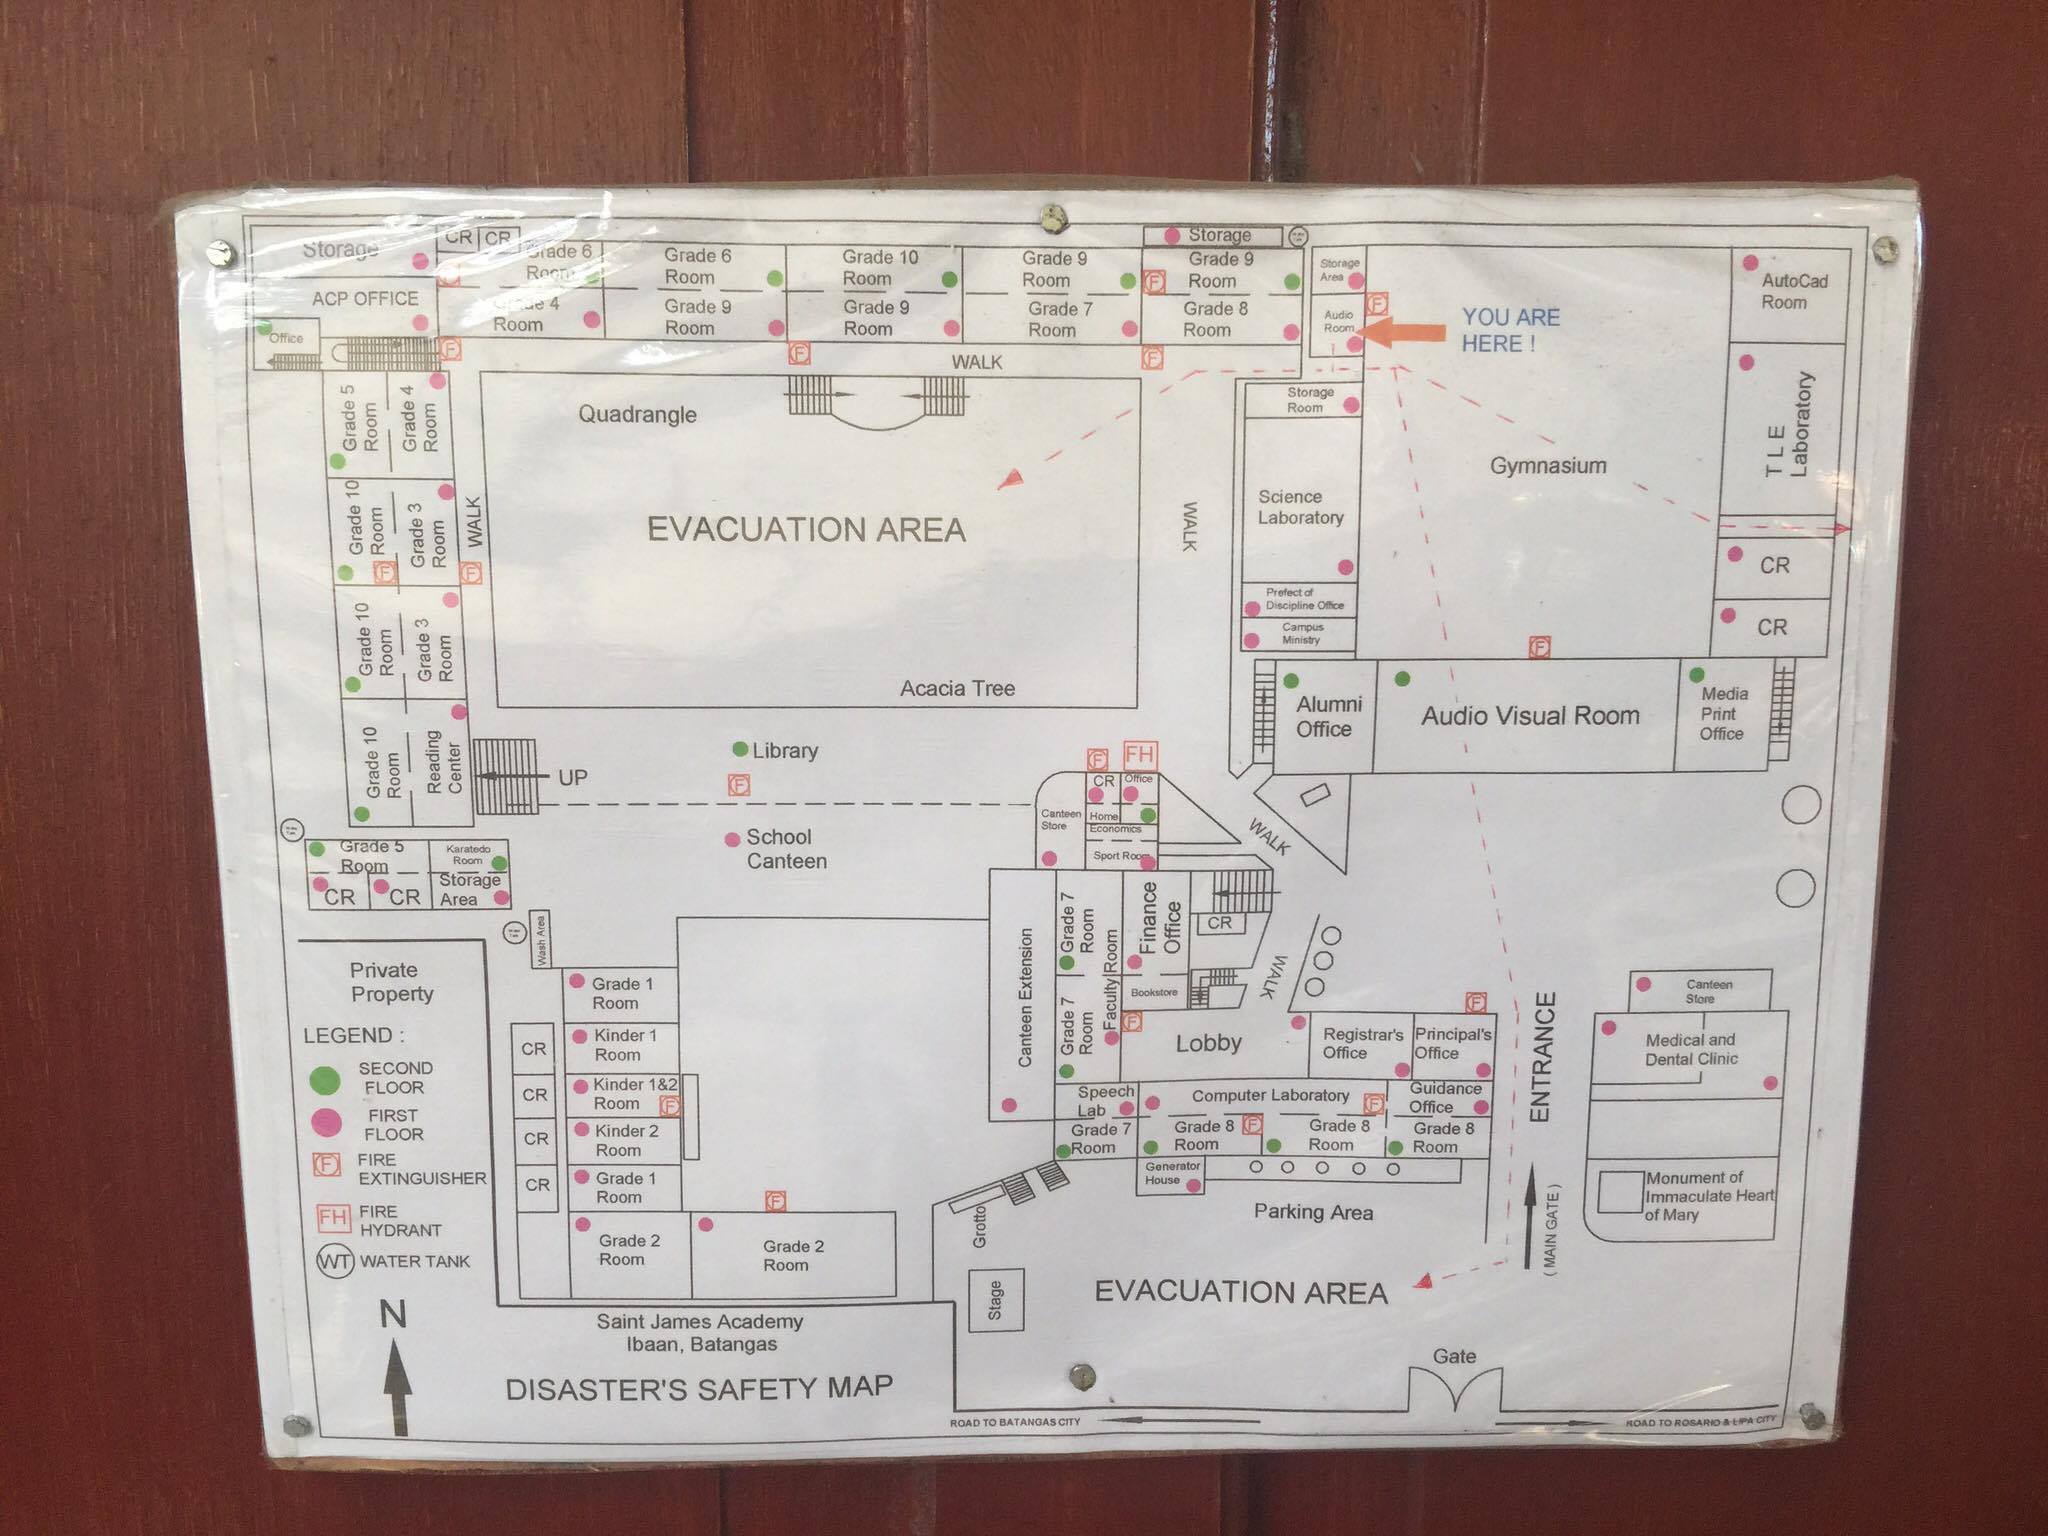 Storage
CR CR
Grade 6
Room
Grade 6
Room
Grade 10
Room
Grade 9
Room
Storage
Grade 9
Room
ACP OFFICE
Grade 4
Room
Grade 9
Room
Grade 9
Room
Grade 7
Room
Grade 8
Room
Office
Storage
Area
F
Audio
Room
YOU ARE
HERE !
AutoCad
Room
F
F
F
F
F
WALK
Grade 5
Room
Grade 4
Room
Quadrangle
Storage
Room
T L E
Laboratory
Gymnasium
Grade 10
Room
F
Grade 3
Room
WALK
F
EVACUATION AREA
WALK
Science
Laboratory
CR
Prefect of
Discipline Office
Campus
Ministry
CR
F
Grade 10
Room
Grade 3
Room
Acacia Tree
Alumni
Office
Audio Visual Room
Media
Print
Office
Grade 10
Room
Reading
Center
UP
Library
F
School
Canteen
F
FH
CR
Office
Canteen
Store
Home
Economics
Sport Room
WALK
Grade 5
Room
Karatedo
Room
CR
CR
Storage
Area
Wash Area
Canteen Extension
Grade 7
Room
Faculty Room
Finance
Office
CR
Bookstore
WALK
Grade 7
Room
F
Lobby
Registrar's
Office
Principal's
Office
F
ENTRANCE
(MAIN GATE)
Canteen
Store
Medical and
Dental Clinic
Monument of
Immaculate Heart
of Mary
Speech
Lab
Computer Laboratory
F
Guidance
Office
Grade 7
Room
Grade 8
Room
F
Grade 8
Room
Grade 8
Room
Generator
House
Parking Area
Grotto
Stage
EVACUATION AREA
Gate
Private
Property
Grade 1
Room
CR
Kinder 1
Room
CR
Kinder 1&2
Room
F
CR
Kinder 2
Room
CR
Grade 1
Room
F
Grade 2
Room
Grade 2
Room
LEGEND :
SECOND
FLOOR
FIRST
FLOOR
F FIRE
EXTINGUISHER
FH FIRE
HYDRANT
WT WATER TANK
N
Saint James Academy
Ibaan, Batangas
DISASTER'S SAFETY MAP
ROAD TO BATANGAS CITY
ROAD TO ROSARIO & LIPA CITY